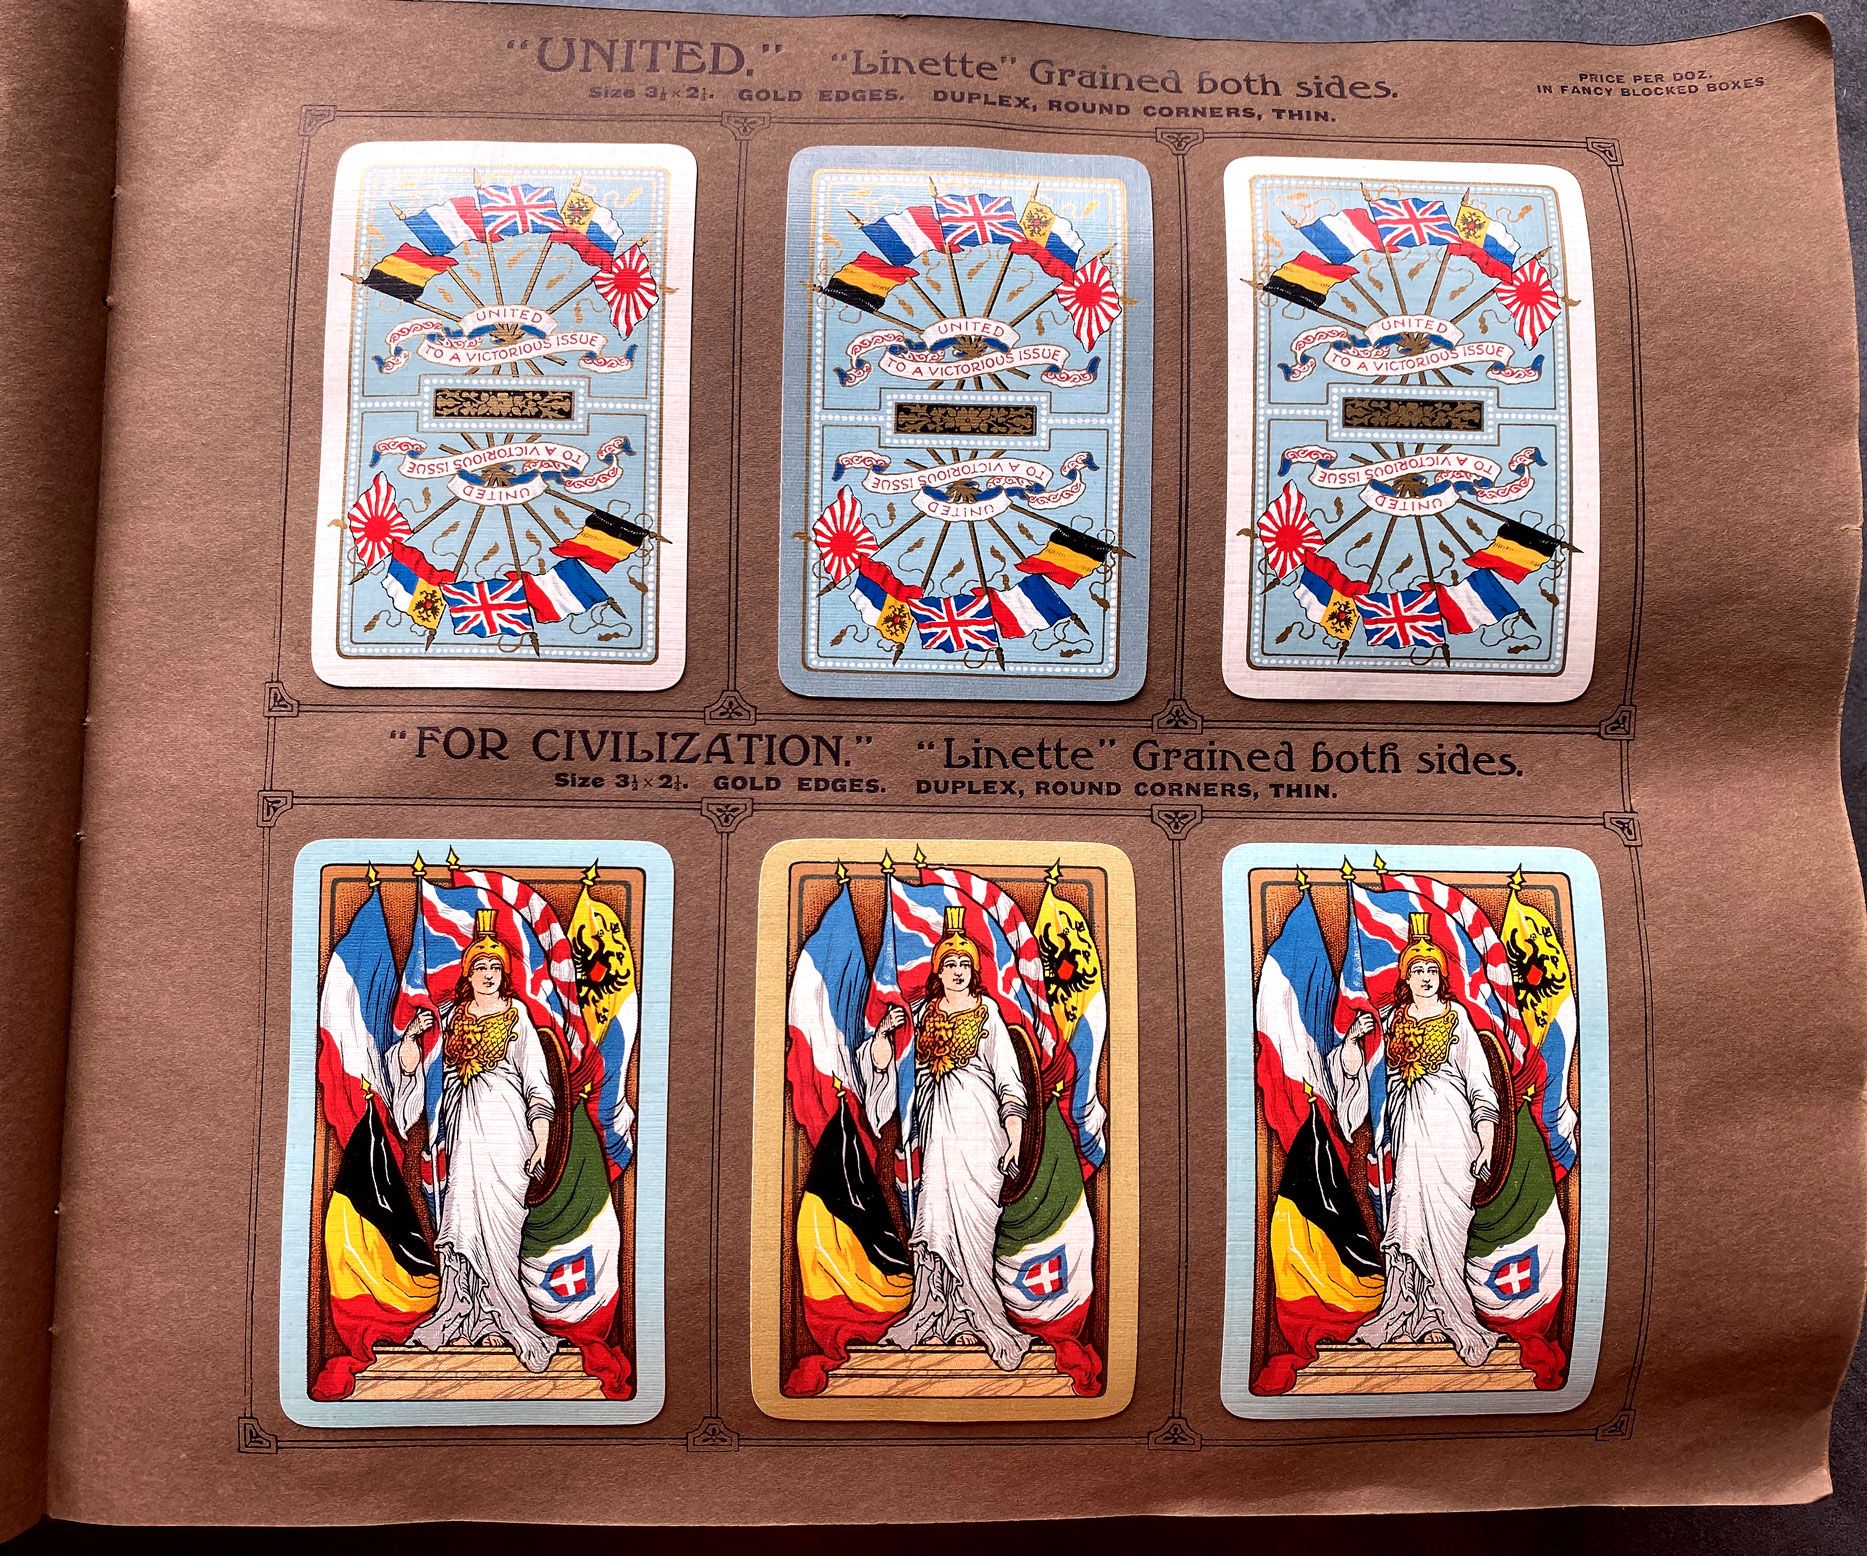 "UNITED." "Linette" Grained both sides.
Size 3½ × 2¼. GOLD EDGES. DUPLEX, ROUND CORNERS, THIN.
PRICE PER DOZ.
IN FANCY BLOCKED BOXES
UNITED
TO A VICTORIOUS ISSUE
TO A VICTORIOUS ISSUE
UNITED
UNITED
TO A VICTORIOUS ISSUE
TO A VICTORIOUS ISSUE
UNITED
UNITED
TO A VICTORIOUS ISSUE
TO A VICTORIOUS ISSUE
UNITED
"FOR CIVILIZATION." "Linette" Grained both sides.
Size 3½ × 2¼. GOLD EDGES. DUPLEX, ROUND CORNERS, THIN.